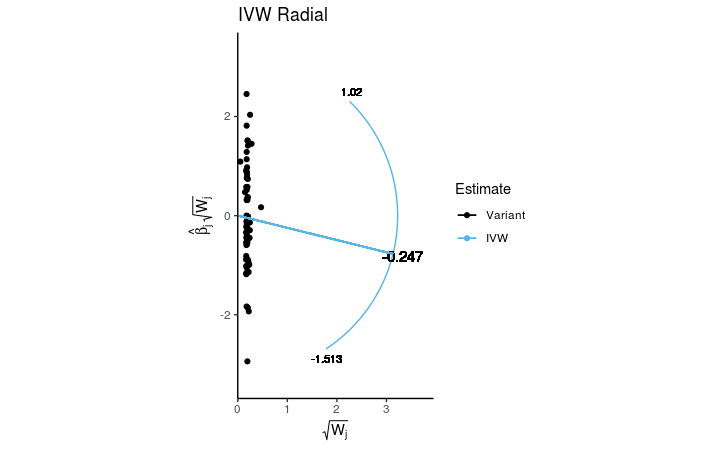 IVW Radial
1.02
2
0
-2
β̂ⱼ√Wⱼ
-0.247
-1.513
0 1 2 3
√Wⱼ
Estimate
Variant
IVW